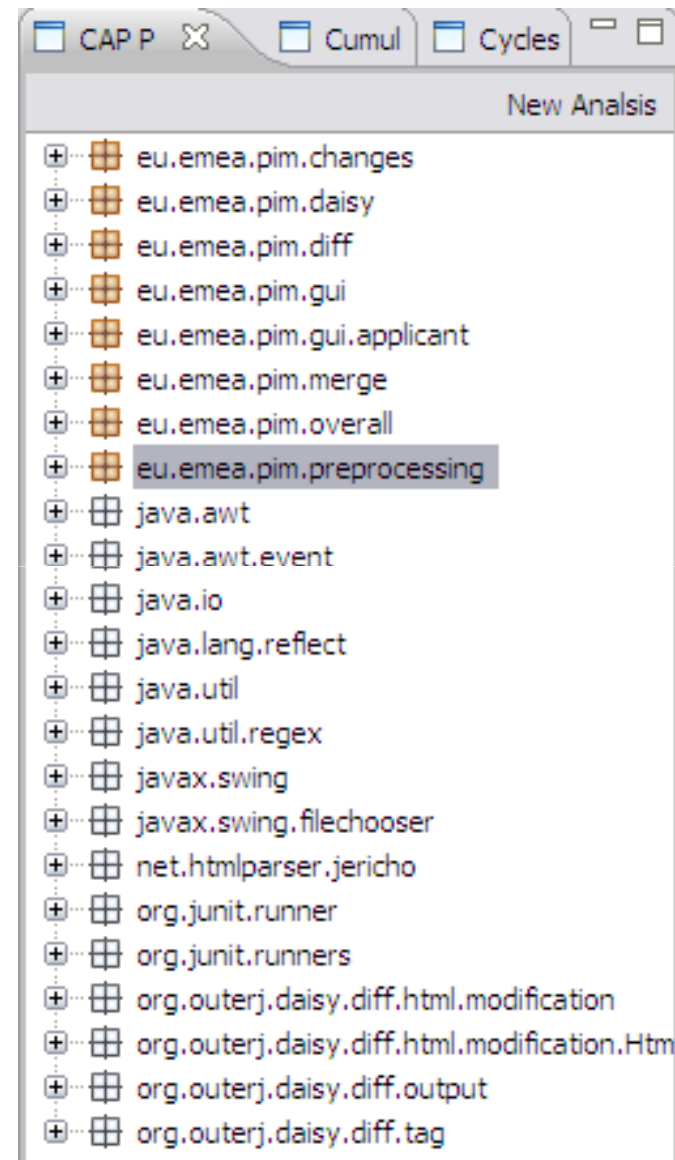 CAP P Cumul Cycles
New Analsis
eu.emea.pim.changes
eu.emea.pim.daisy
eu.emea.pim.diff
eu.emea.pim.gui
eu.emea.pim.gui.applicant
eu.emea.pim.merge
eu.emea.pim.overall
eu.emea.pim.preprocessing
java.awt
java.awt.event
java.io
java.lang.reflect
java.util
java.util.regex
javax.swing
javax.swing.filechooser
net.htmlparser.jericho
org.junit.runner
org.junit.runners
org.outerj.daisy.diff.html.modification
org.outerj.daisy.diff.html.modification.Htm
org.outerj.daisy.diff.output
org.outerj.daisy.diff.tag